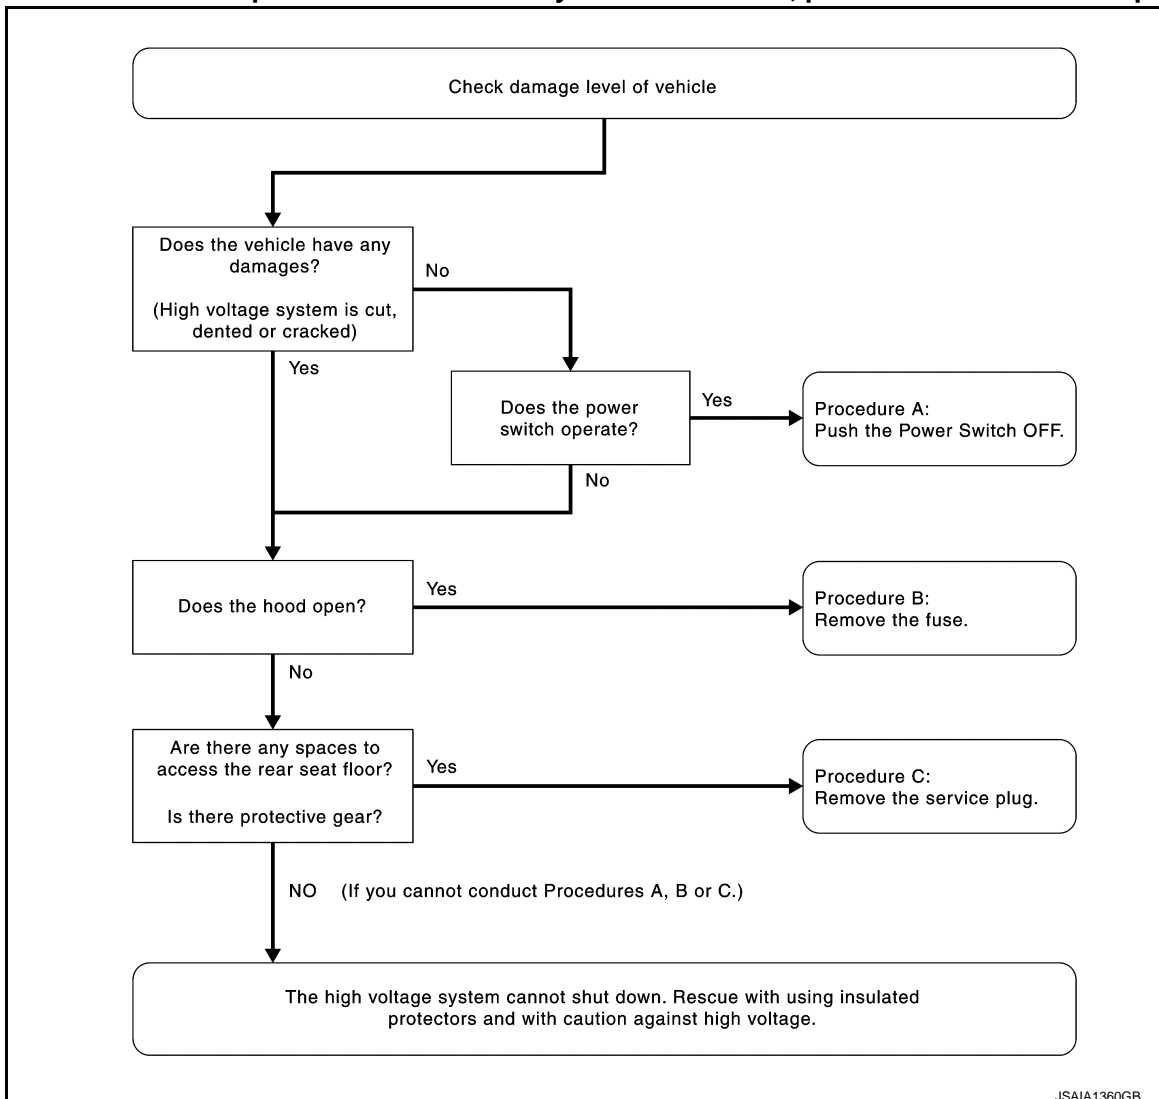 Check damage level of vehicle
Does the vehicle have any
damages?
(High voltage system is cut,
dented or cracked)
No
Yes
Does the power
switch operate?
Yes
Procedure A:
Push the Power Switch OFF.
No
Does the hood open?
Yes
Procedure B:
Remove the fuse.
No
Are there any spaces to
access the rear seat floor?
Is there protective gear?
Yes
Procedure C:
Remove the service plug.
NO (If you cannot conduct Procedures A, B or C.)
The high voltage system cannot shut down. Rescue with using insulated
protectors and with caution against high voltage.
JSAIA1360GB